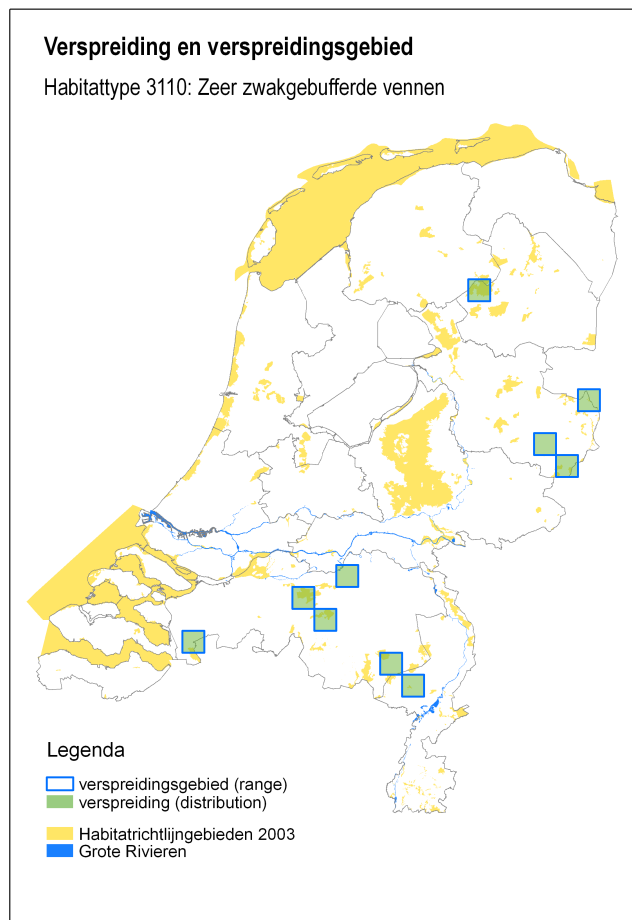 Verspreiding en verspreidingsgebied
Habitattype 3110: Zeer zwakgebufferde vennen
Legenda
verspreidingsgebied (range)
verspreiding (distribution)
Habitatrichtlijngebieden 2003
Grote Rivieren